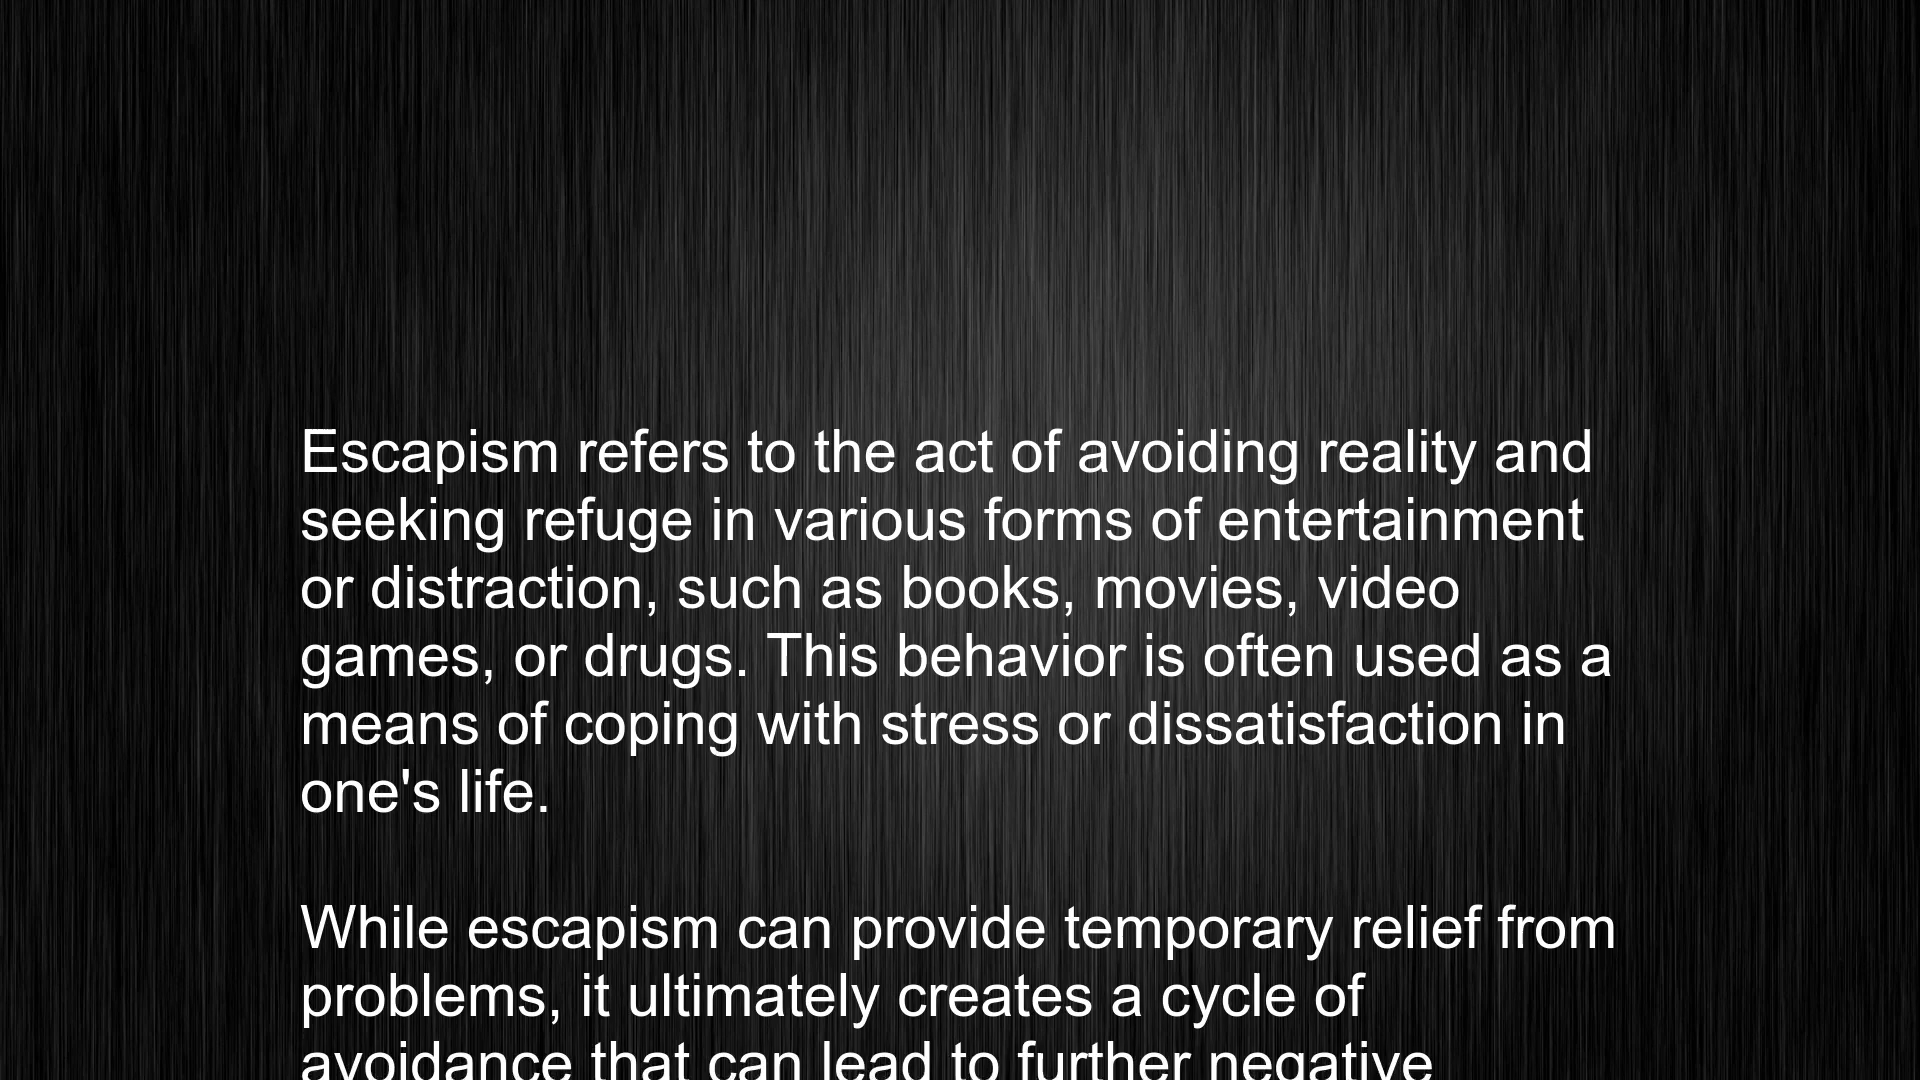 Escapism refers to the act of avoiding reality and
seeking refuge in various forms of entertainment
or distraction, such as books, movies, video
games, or drugs. This behavior is often used as a
means of coping with stress or dissatisfaction in
one's life.
While escapism can provide temporary relief from
problems, it ultimately creates a cycle of
avoidance that can lead to further negative